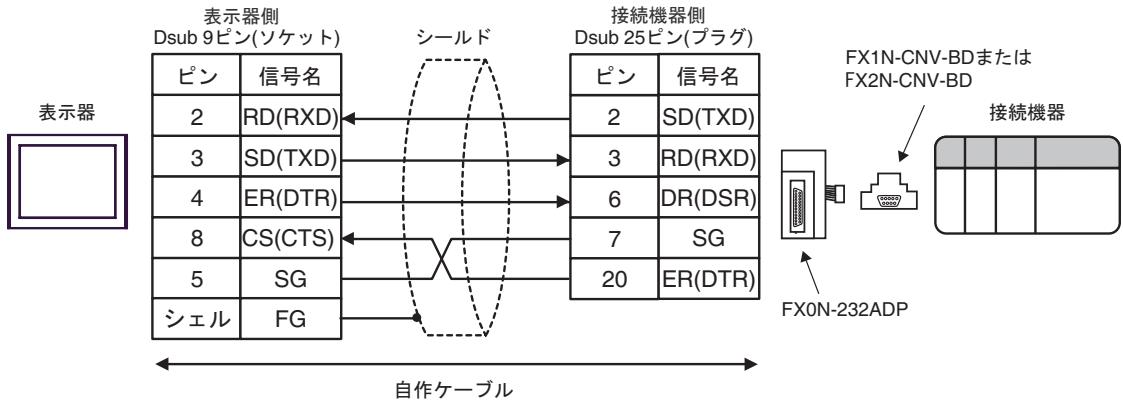 表示器側
Dsub 9ピン(ソケット)
シールド
接続機器側
Dsub 25ピン(プラグ)
FX1N-CNV-BDまたは
FX2N-CNV-BD
表示器
接続機器
ピン 信号名
2 RD(RXD)
3 SD(TXD)
4 ER(DTR)
8 CS(CTS)
5 SG
シェル FG
ピン 信号名
2 SD(TXD)
3 RD(RXD)
6 DR(DSR)
7 SG
20 ER(DTR)
FX0N-232ADP
自作ケーブル